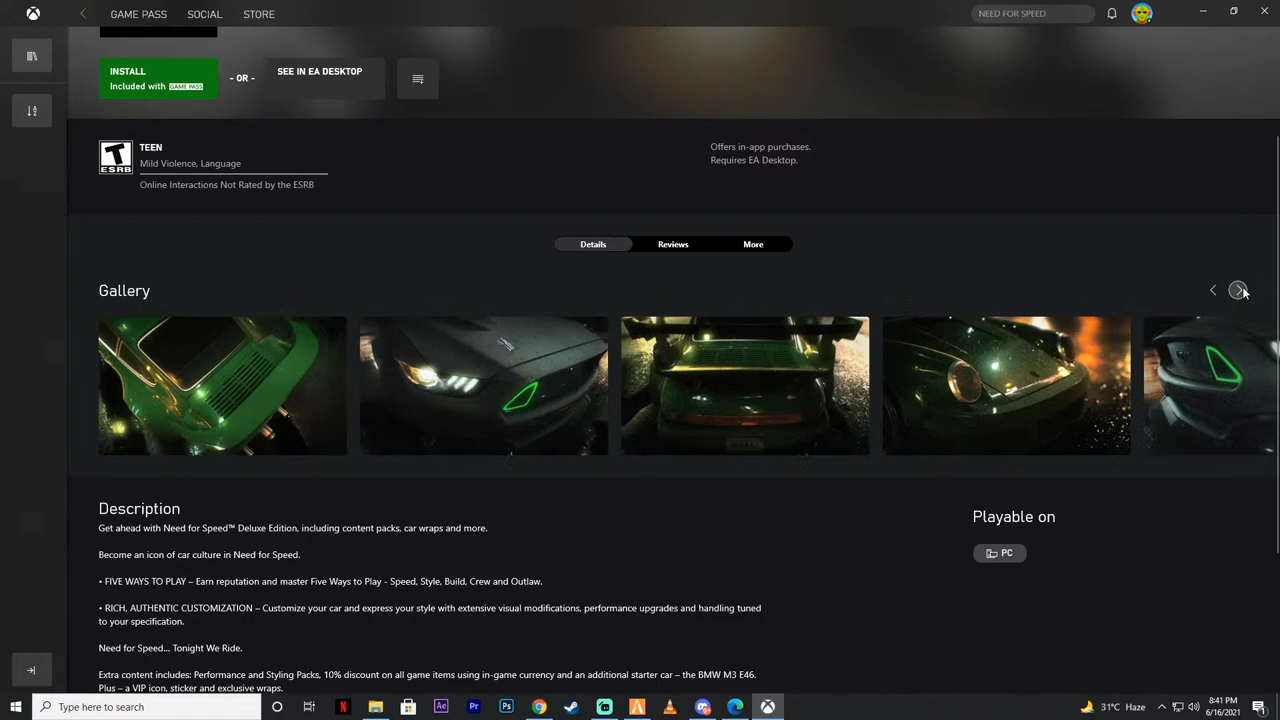 GAME PASS
SOCIAL
STORE
NEED FOR SPEED
INSTALL
Included with GAME PASS
- OR -
SEE IN EA DESKTOP
T
ESRB
TEEN
Mild Violence, Language
Online Interactions Not Rated by the ESRB
Offers in-app purchases.
Requires EA Desktop.
Details
Reviews
More
Gallery
Description
Get ahead with Need for Speed™ Deluxe Edition, including content packs, car wraps and more.
Become an icon of car culture in Need for Speed.
• FIVE WAYS TO PLAY – Earn reputation and master Five Ways to Play - Speed, Style, Build, Crew and Outlaw.
• RICH, AUTHENTIC CUSTOMIZATION – Customize your car and express your style with extensive visual modifications, performance upgrades and handling tuned
to your specification.
Need for Speed... Tonight We Ride.
Extra content includes: Performance and Styling Packs, 10% discount on all game items using in-game currency and an additional starter car – the BMW M3 E46.
Plus – a VIP icon, sticker and exclusive wraps.
Playable on
PC
Type here to search
N
Ae
Pr
Ps
31°C Haze
8:41 PM
6/16/2021